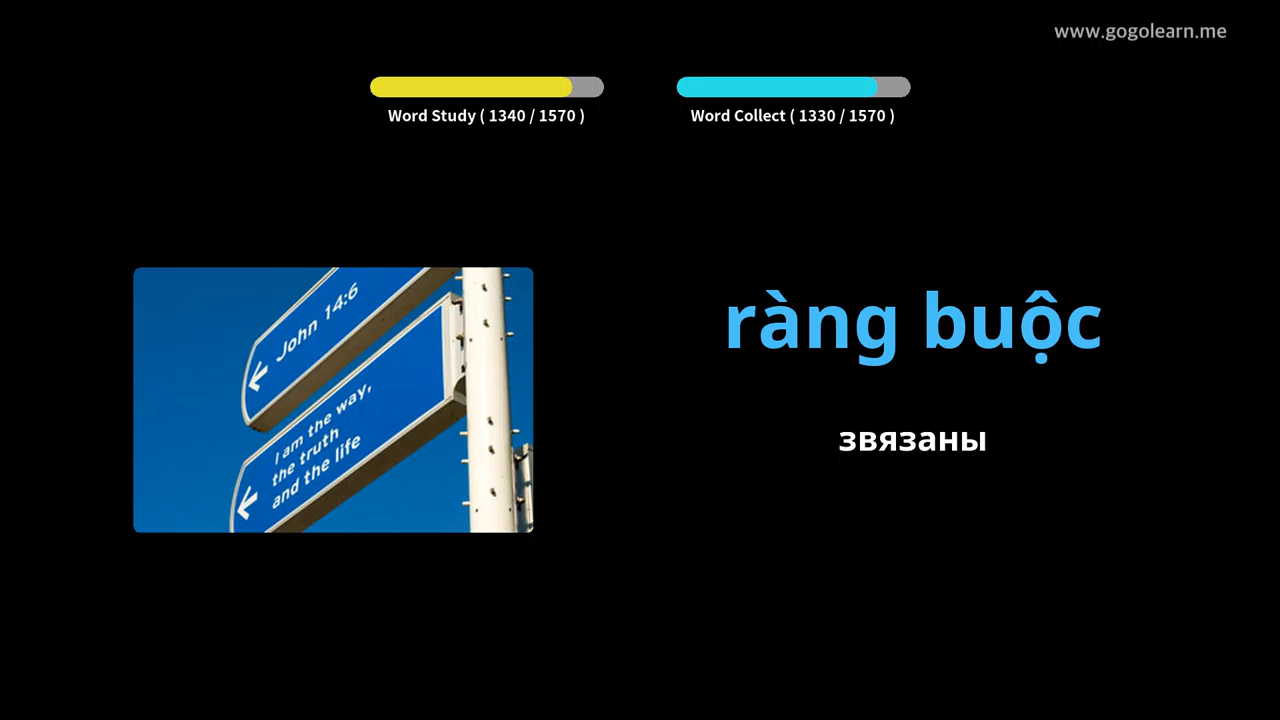 www.gogolearn.me
Word Study ( 1340 / 1570 )
Word Collect ( 1330 / 1570 )
John 14:6
I am the way,
the truth
and the life
ràng buộc
звязаны